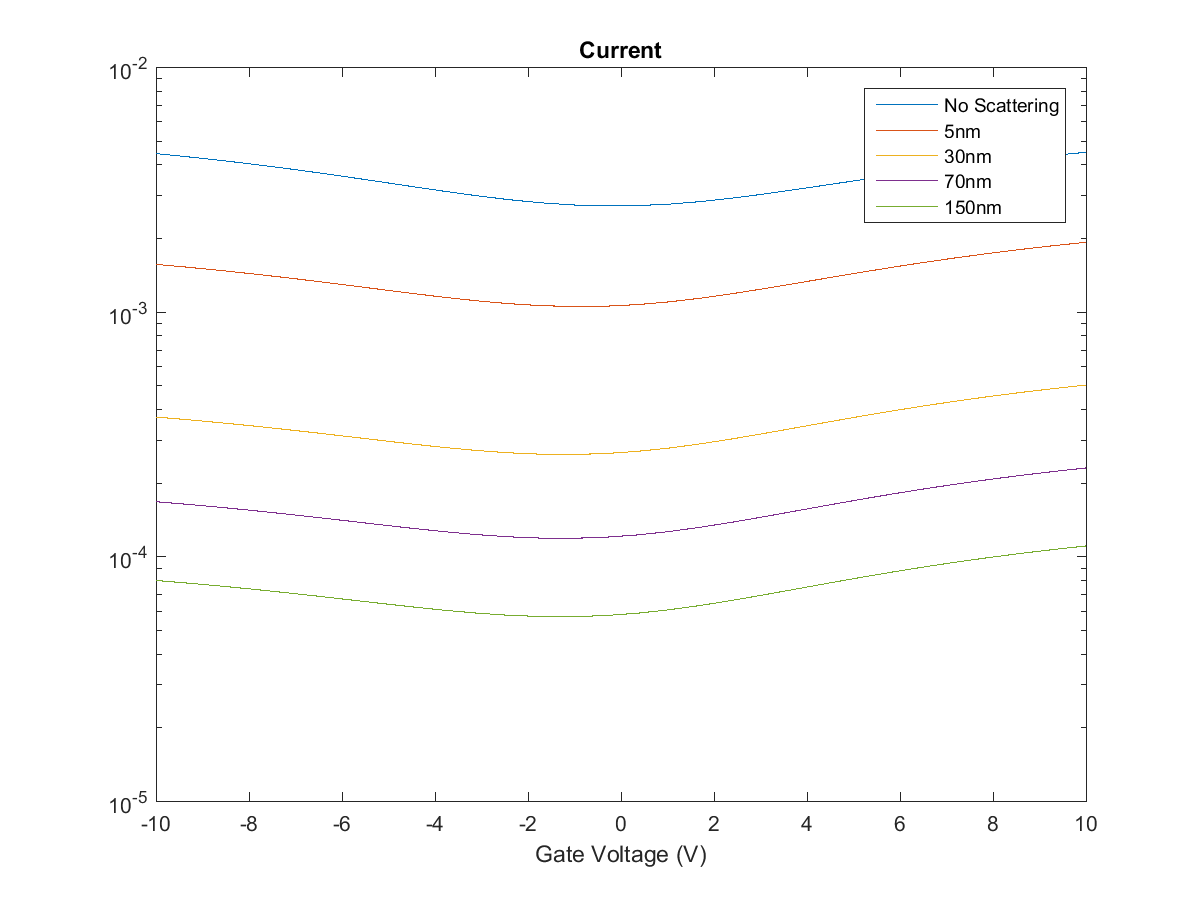 Current
10-2
10-3
10-4
10-5
No Scattering
5nm
30nm
70nm
150nm
-10 -8 -6 -4 -2 0 2 4 6 8 10
Gate Voltage (V)